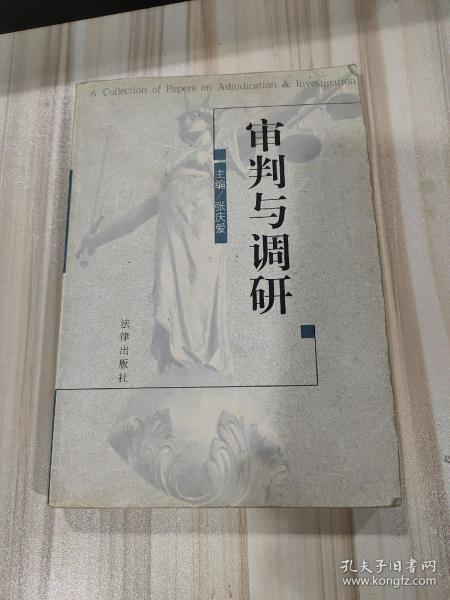 A Collection of Papers on Adjudication & Investigation
审判与调研
主编/张庆爱
法律出版社
孔夫子旧书网
www.kongfz.com